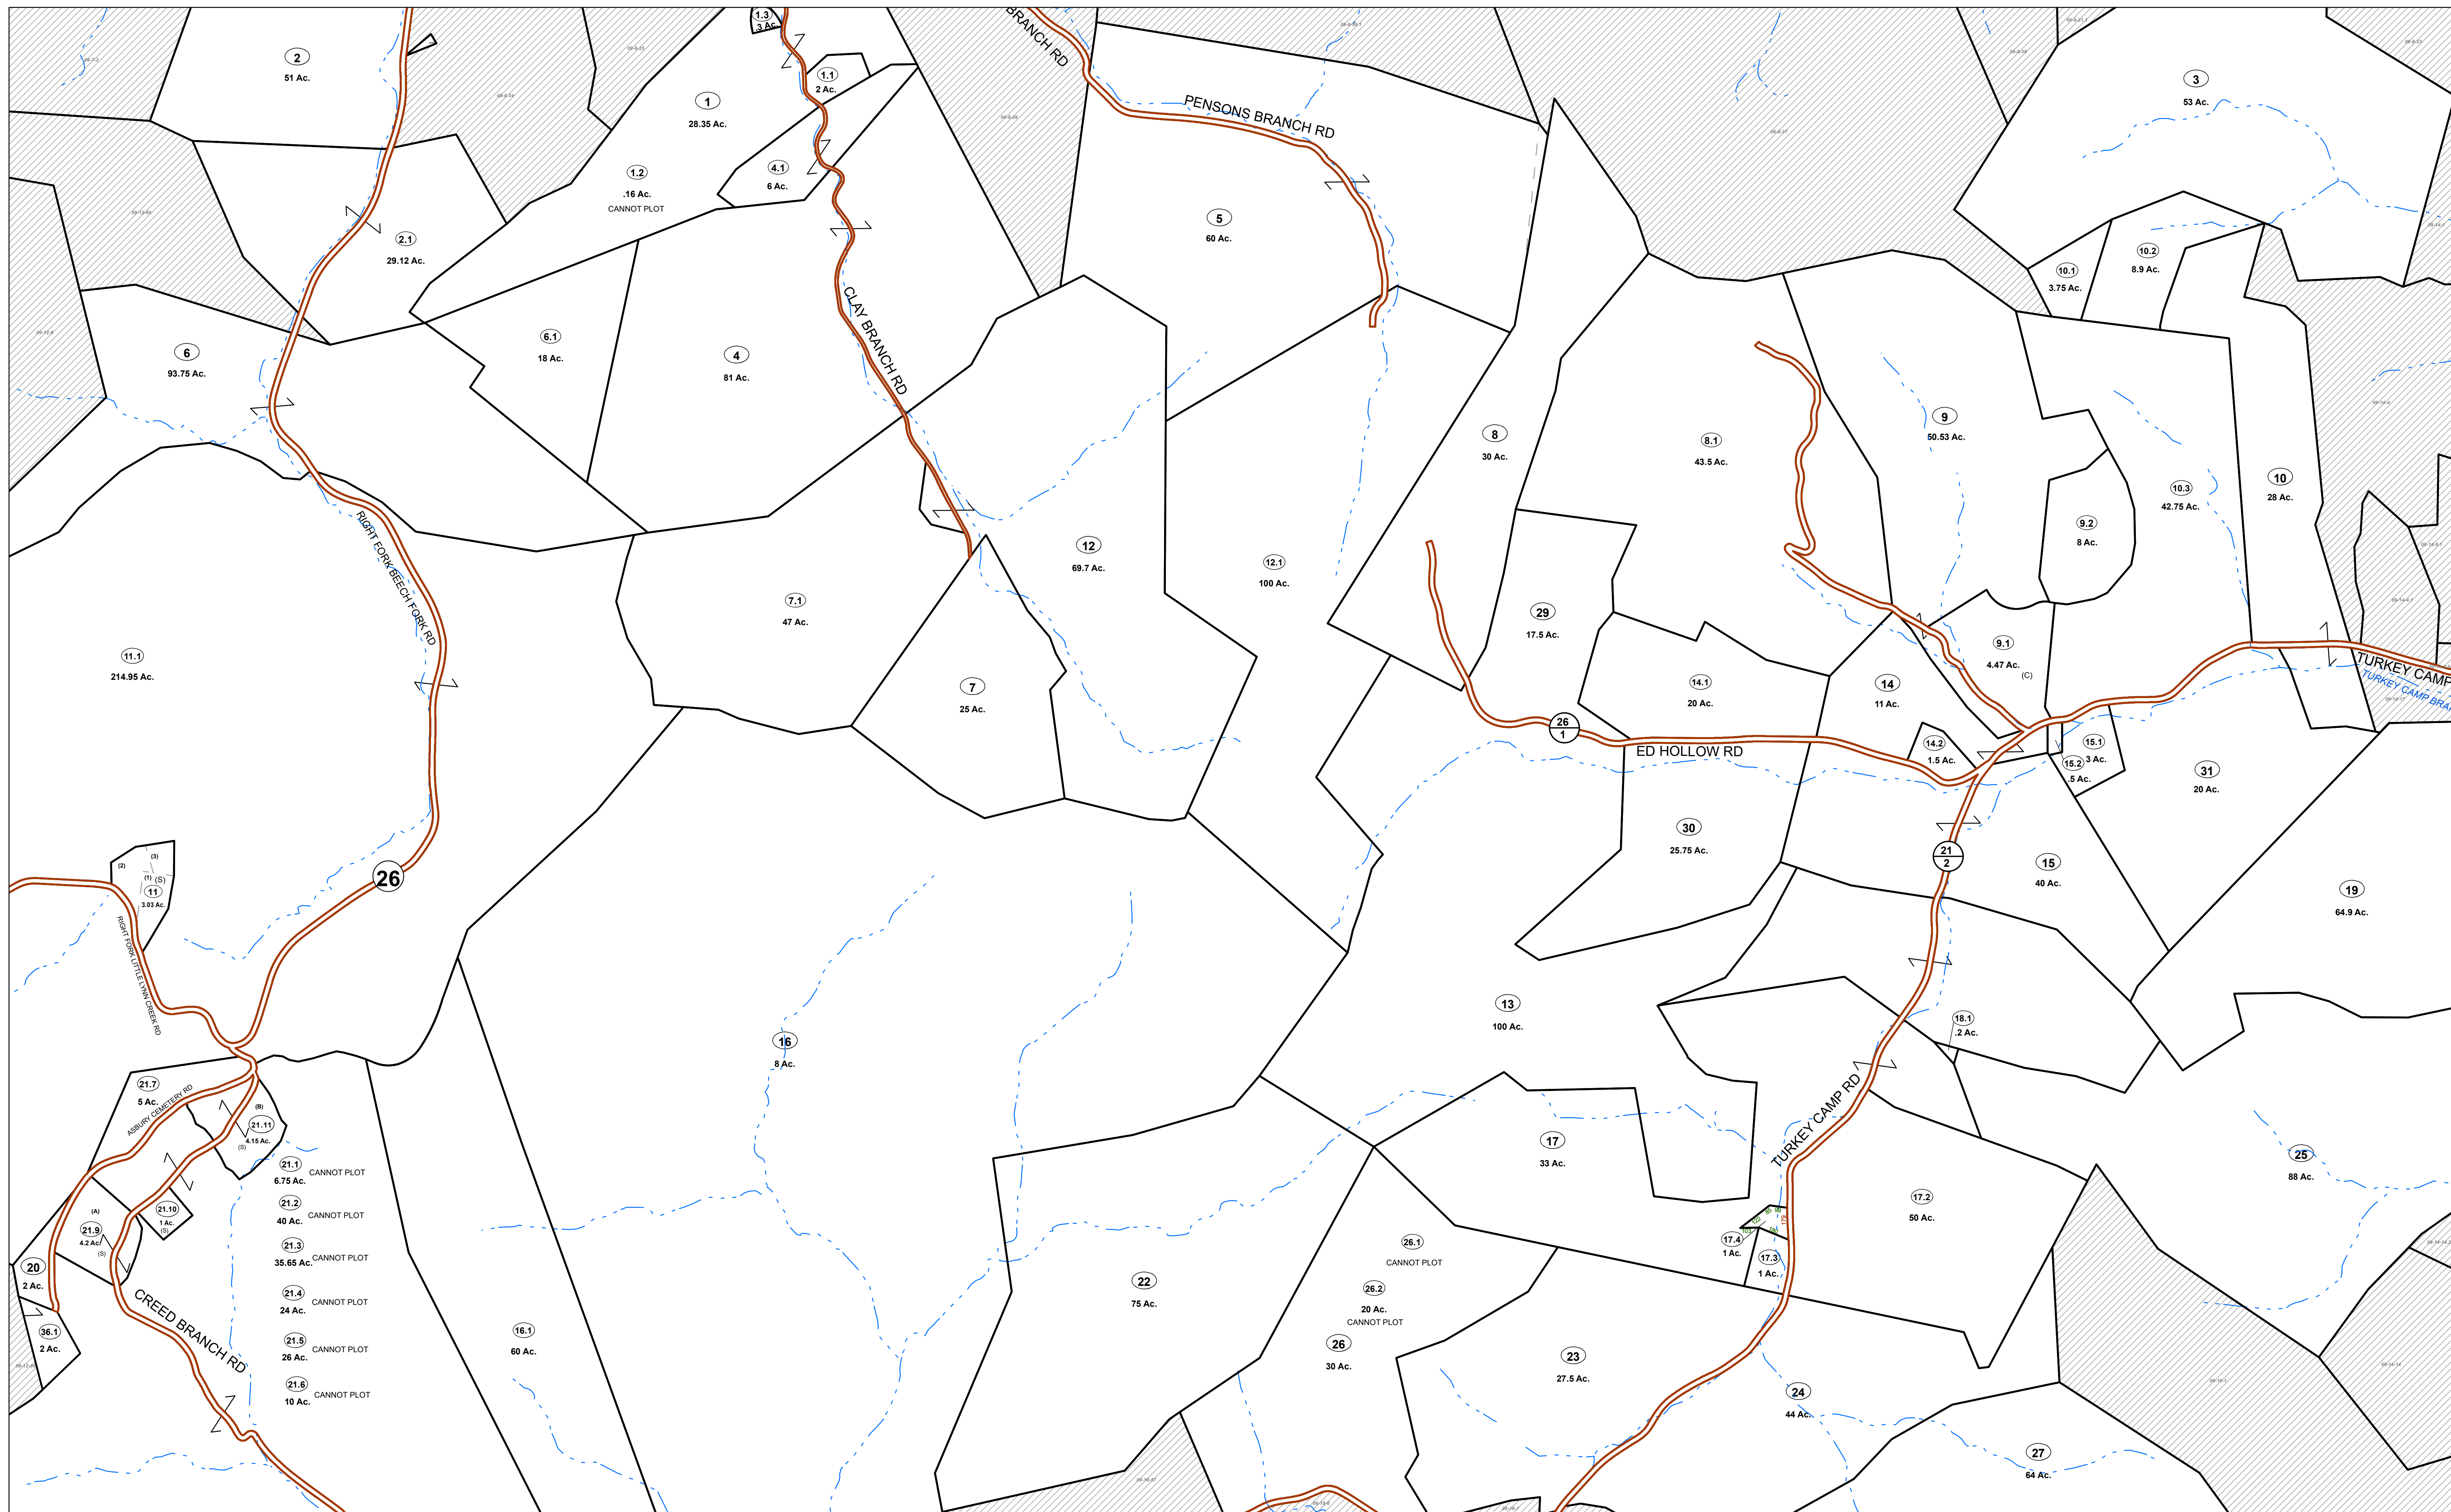 1.3
.3 Ac.
BRANCH RD
2
51 Ac.
1.1
2 Ac.
1
28.35 Ac.
PENSONS BRANCH RD
3
53 Ac.
1.2
.16 Ac.
CANNOT PLOT
4.1
6 Ac.
5
60 Ac.
2.1
29.12 Ac.
10.2
8.9 Ac.
10.1
3.75 Ac.
CLAY BRANCH RD
6
93.75 Ac.
6.1
18 Ac.
4
81 Ac.
8
30 Ac.
8.1
43.5 Ac.
9
50.53 Ac.
10.3
42.75 Ac.
10
28 Ac.
9.2
8 Ac.
RIGHT FORK BEECH FORK RD
12
69.7 Ac.
12.1
100 Ac.
7.1
47 Ac.
29
17.5 Ac.
9.1
4.47 Ac.
(C)
11.1
214.95 Ac.
7
25 Ac.
14.1
20 Ac.
14
11 Ac.
TURKEY CAMP
TURKEY CAMP BRA
26
1
ED HOLLOW RD
14.2
1.5 Ac.
15.1
3 Ac.
15.2
.5 Ac.
31
20 Ac.
30
25.75 Ac.
21
2
15
40 Ac.
19
64.9 Ac.
(3)
(2)
(1)
(S)
11
3.03 Ac.
26
RIGHT FORK LITTLE LYNN CREEK RD
13
100 Ac.
18.1
.2 Ac.
16
8 Ac.
21.7
5 Ac.
ASBURY CEMETERY RD
(B)
21.11
4.15 Ac.
(S)
TURKEY CAMP RD
17
33 Ac.
25
88 Ac.
21.1
6.75 Ac.
CANNOT PLOT
21.2
40 Ac.
CANNOT PLOT
21.3
35.65 Ac.
CANNOT PLOT
21.4
24 Ac.
CANNOT PLOT
21.5
26 Ac.
CANNOT PLOT
21.6
10 Ac.
CANNOT PLOT
21.10
1 Ac.
(S)
(A)
21.9
4.2 Ac.
(S)
17.2
50 Ac.
179
17.4
1 Ac.
17.3
1 Ac.
26.1
CANNOT PLOT
26.2
20 Ac.
CANNOT PLOT
26
30 Ac.
22
75 Ac.
20
2 Ac.
36.1
2 Ac.
CREED BRANCH RD
16.1
60 Ac.
23
27.5 Ac.
24
44 Ac.
27
64 Ac.